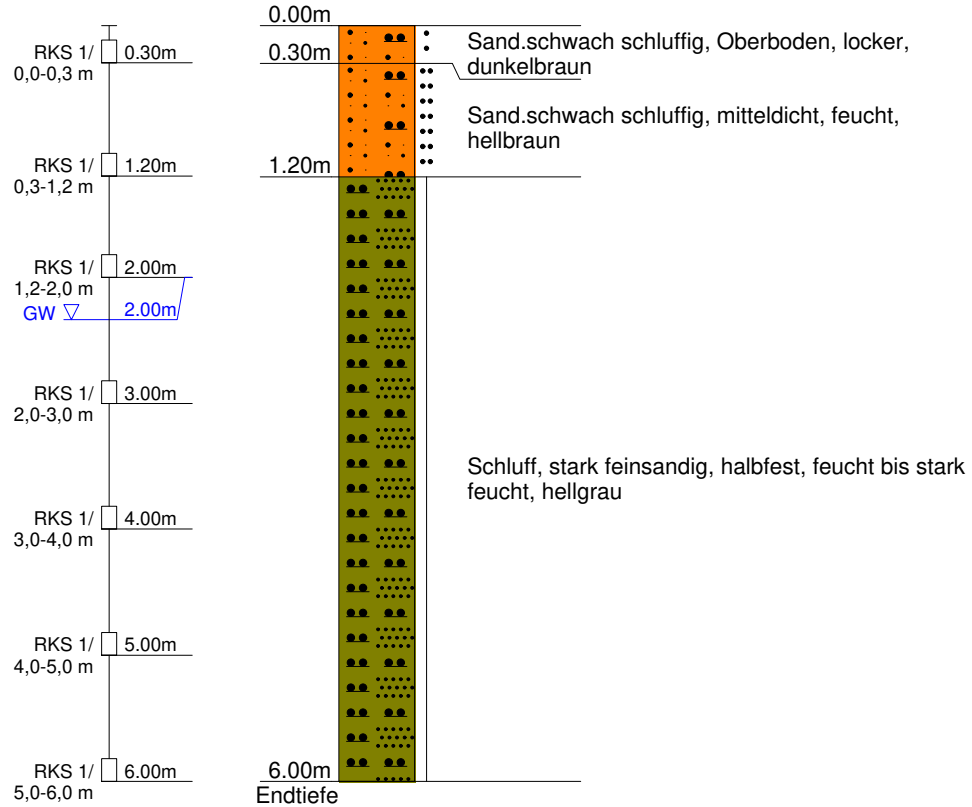 RKS 1/ 0.30m
0,0-0,3 m
RKS 1/ 1.20m
0,3-1,2 m
RKS 1/ 2.00m
1,2-2,0 m
GW 2.00m
RKS 1/ 3.00m
2,0-3,0 m
RKS 1/ 4.00m
3,0-4,0 m
RKS 1/ 5.00m
4,0-5,0 m
RKS 1/ 6.00m
5,0-6,0 m
0.00m
0.30m
1.20m
6.00m
Endtiefe
Sand.schwach schluffig, Oberboden, locker,
dunkelbraun
Sand.schwach schluffig, mitteldicht, feucht,
hellbraun
Schluff, stark feinsandig, halbfest, feucht bis stark
feucht, hellgrau